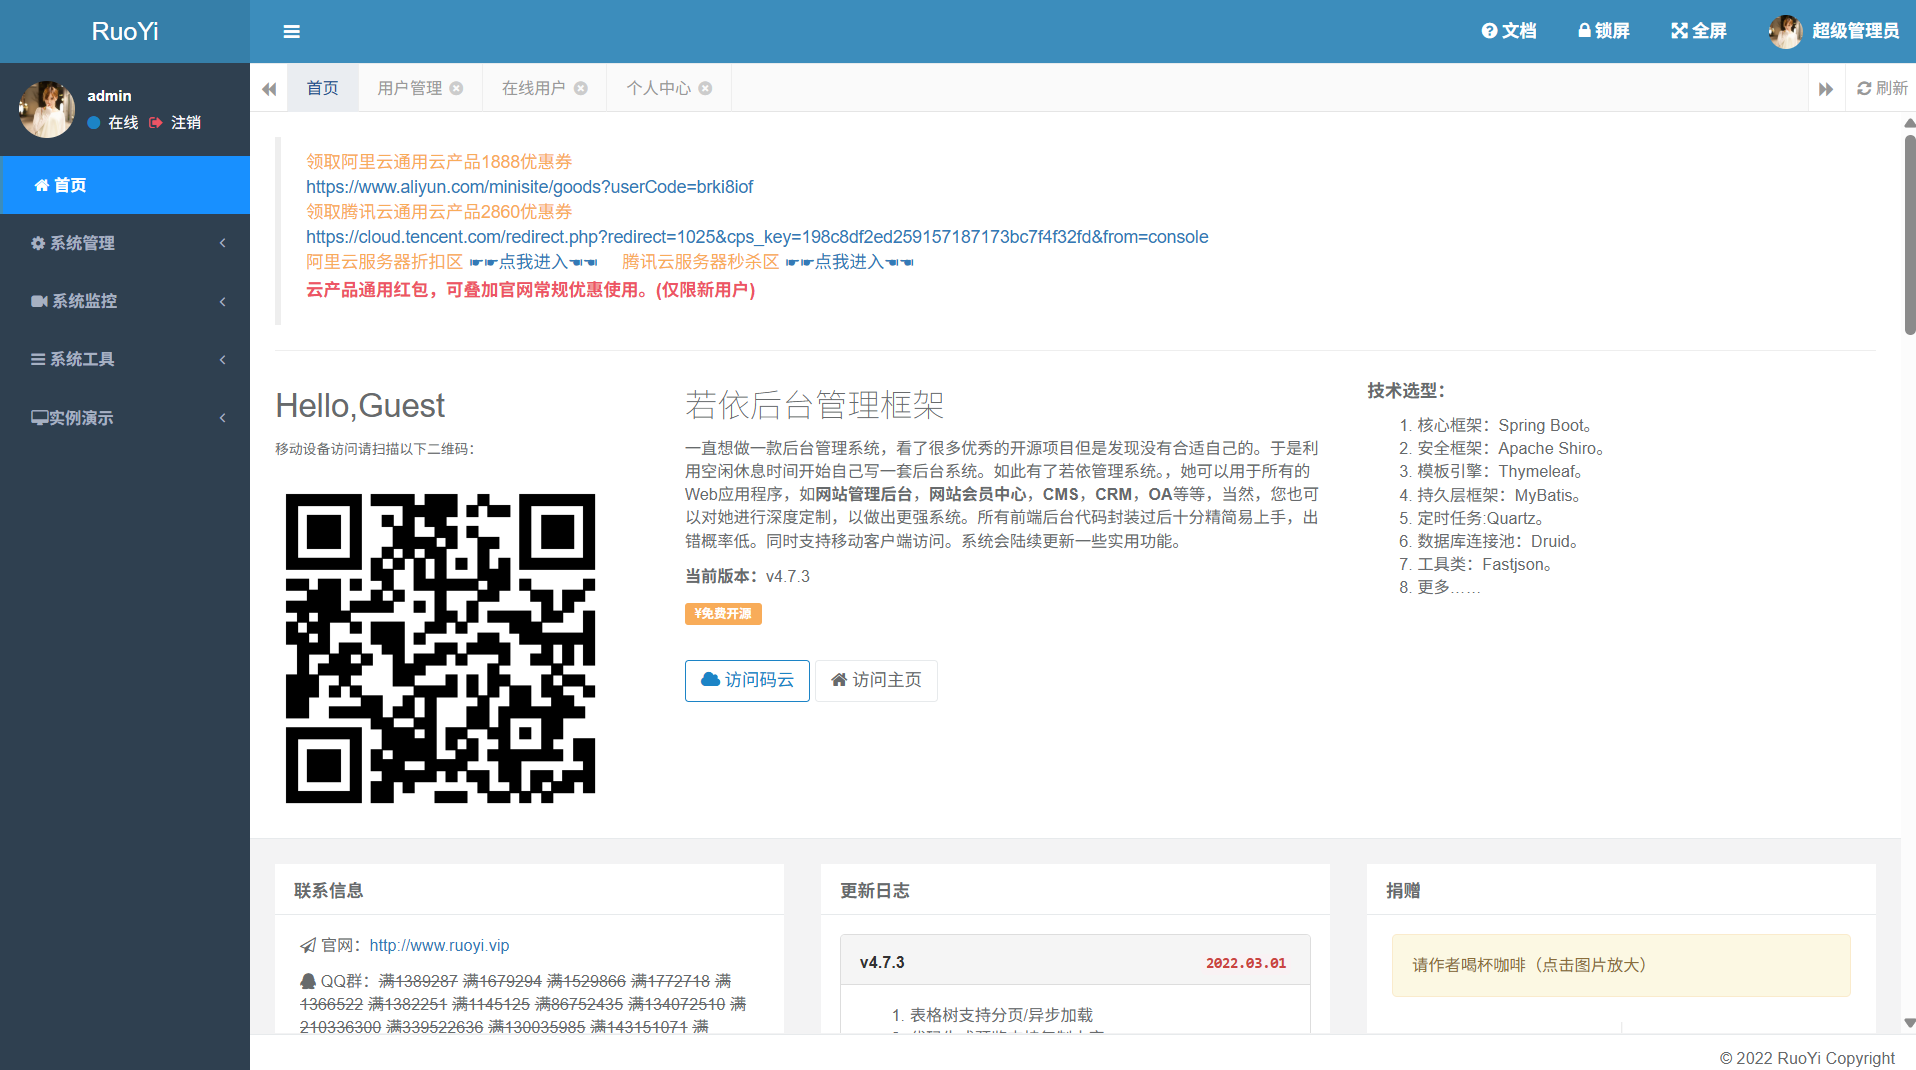 RuoYi
文档
锁屏
全屏
超级管理员
admin
在线
注销
首页
用户管理
在线用户
个人中心
刷新
首页
系统管理
系统监控
系统工具
实例演示
领取阿里云通用云产品1888优惠券
https://www.aliyun.com/minisite/goods?userCode=brki8iof
领取腾讯云通用云产品2860优惠券
https://cloud.tencent.com/redirect.php?redirect=1025&cps_key=198c8df2ed259157187173bc7f4f32fd&from=console
阿里云服务器折扣区 ☛☛点我进入☚☚ 腾讯云服务器秒杀区 ☛☛点我进入☚☚
云产品通用红包，可叠加官网常规优惠使用。(仅限新用户)
Hello,Guest
移动设备访问请扫描以下二维码：
若依后台管理框架
一直想做一款后台管理系统，看了很多优秀的开源项目但是发现没有合适自己的。于是利
用空闲休息时间开始自己写一套后台系统。如此有了若依管理系统。，她可以用于所有的
Web应用程序，如网站管理后台，网站会员中心，CMS，CRM，OA等等，当然，您也可
以对她进行深度定制，以做出更强系统。所有前端后台代码封装过后十分精简易上手，出
错概率低。同时支持移动客户端访问。系统会陆续更新一些实用功能。
当前版本：v4.7.3
¥免费开源
访问码云
访问主页
技术选型：
1. 核心框架：Spring Boot。
2. 安全框架：Apache Shiro。
3. 模板引擎：Thymeleaf。
4. 持久层框架：MyBatis。
5. 定时任务:Quartz。
6. 数据库连接池：Druid。
7. 工具类：Fastjson。
8. 更多……
联系信息
官网：http://www.ruoyi.vip
QQ群：满1389287 满1679294 满1529866 满1772718 满
1366522 满1382251 满1145125 满86752435 满134072510 满
210336300 满339522636 满130035985 满143151071 满
更新日志
v4.7.3
2022.03.01
1. 表格树支持分页/异步加载
捐赠
请作者喝杯咖啡（点击图片放大）
© 2022 RuoYi Copyright